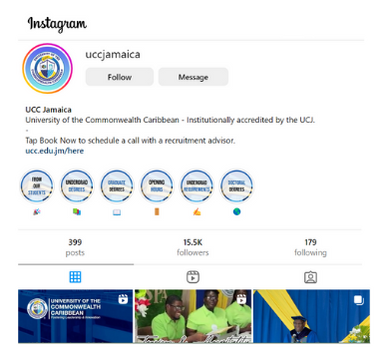 Instagram
uccjamaica
Follow Message
UCC Jamaica
University of the Commonwealth Caribbean - Institutionally accredited by the UCJ.
-
Tap Book Now to schedule a call with a recruitment advisor.
ucc.edu.jm/here
FROM OUR STUDENTS
UNDERGRAD DEGREES
GRADUATE DEGREES
OPENING HOURS
UNDERGRAD REQUIREMENTS
DOCTORAL DEGREES
399 15.5K 179
posts followers following
UNIVERSITY OF THE
COMMONWEALTH
CARIBBEAN